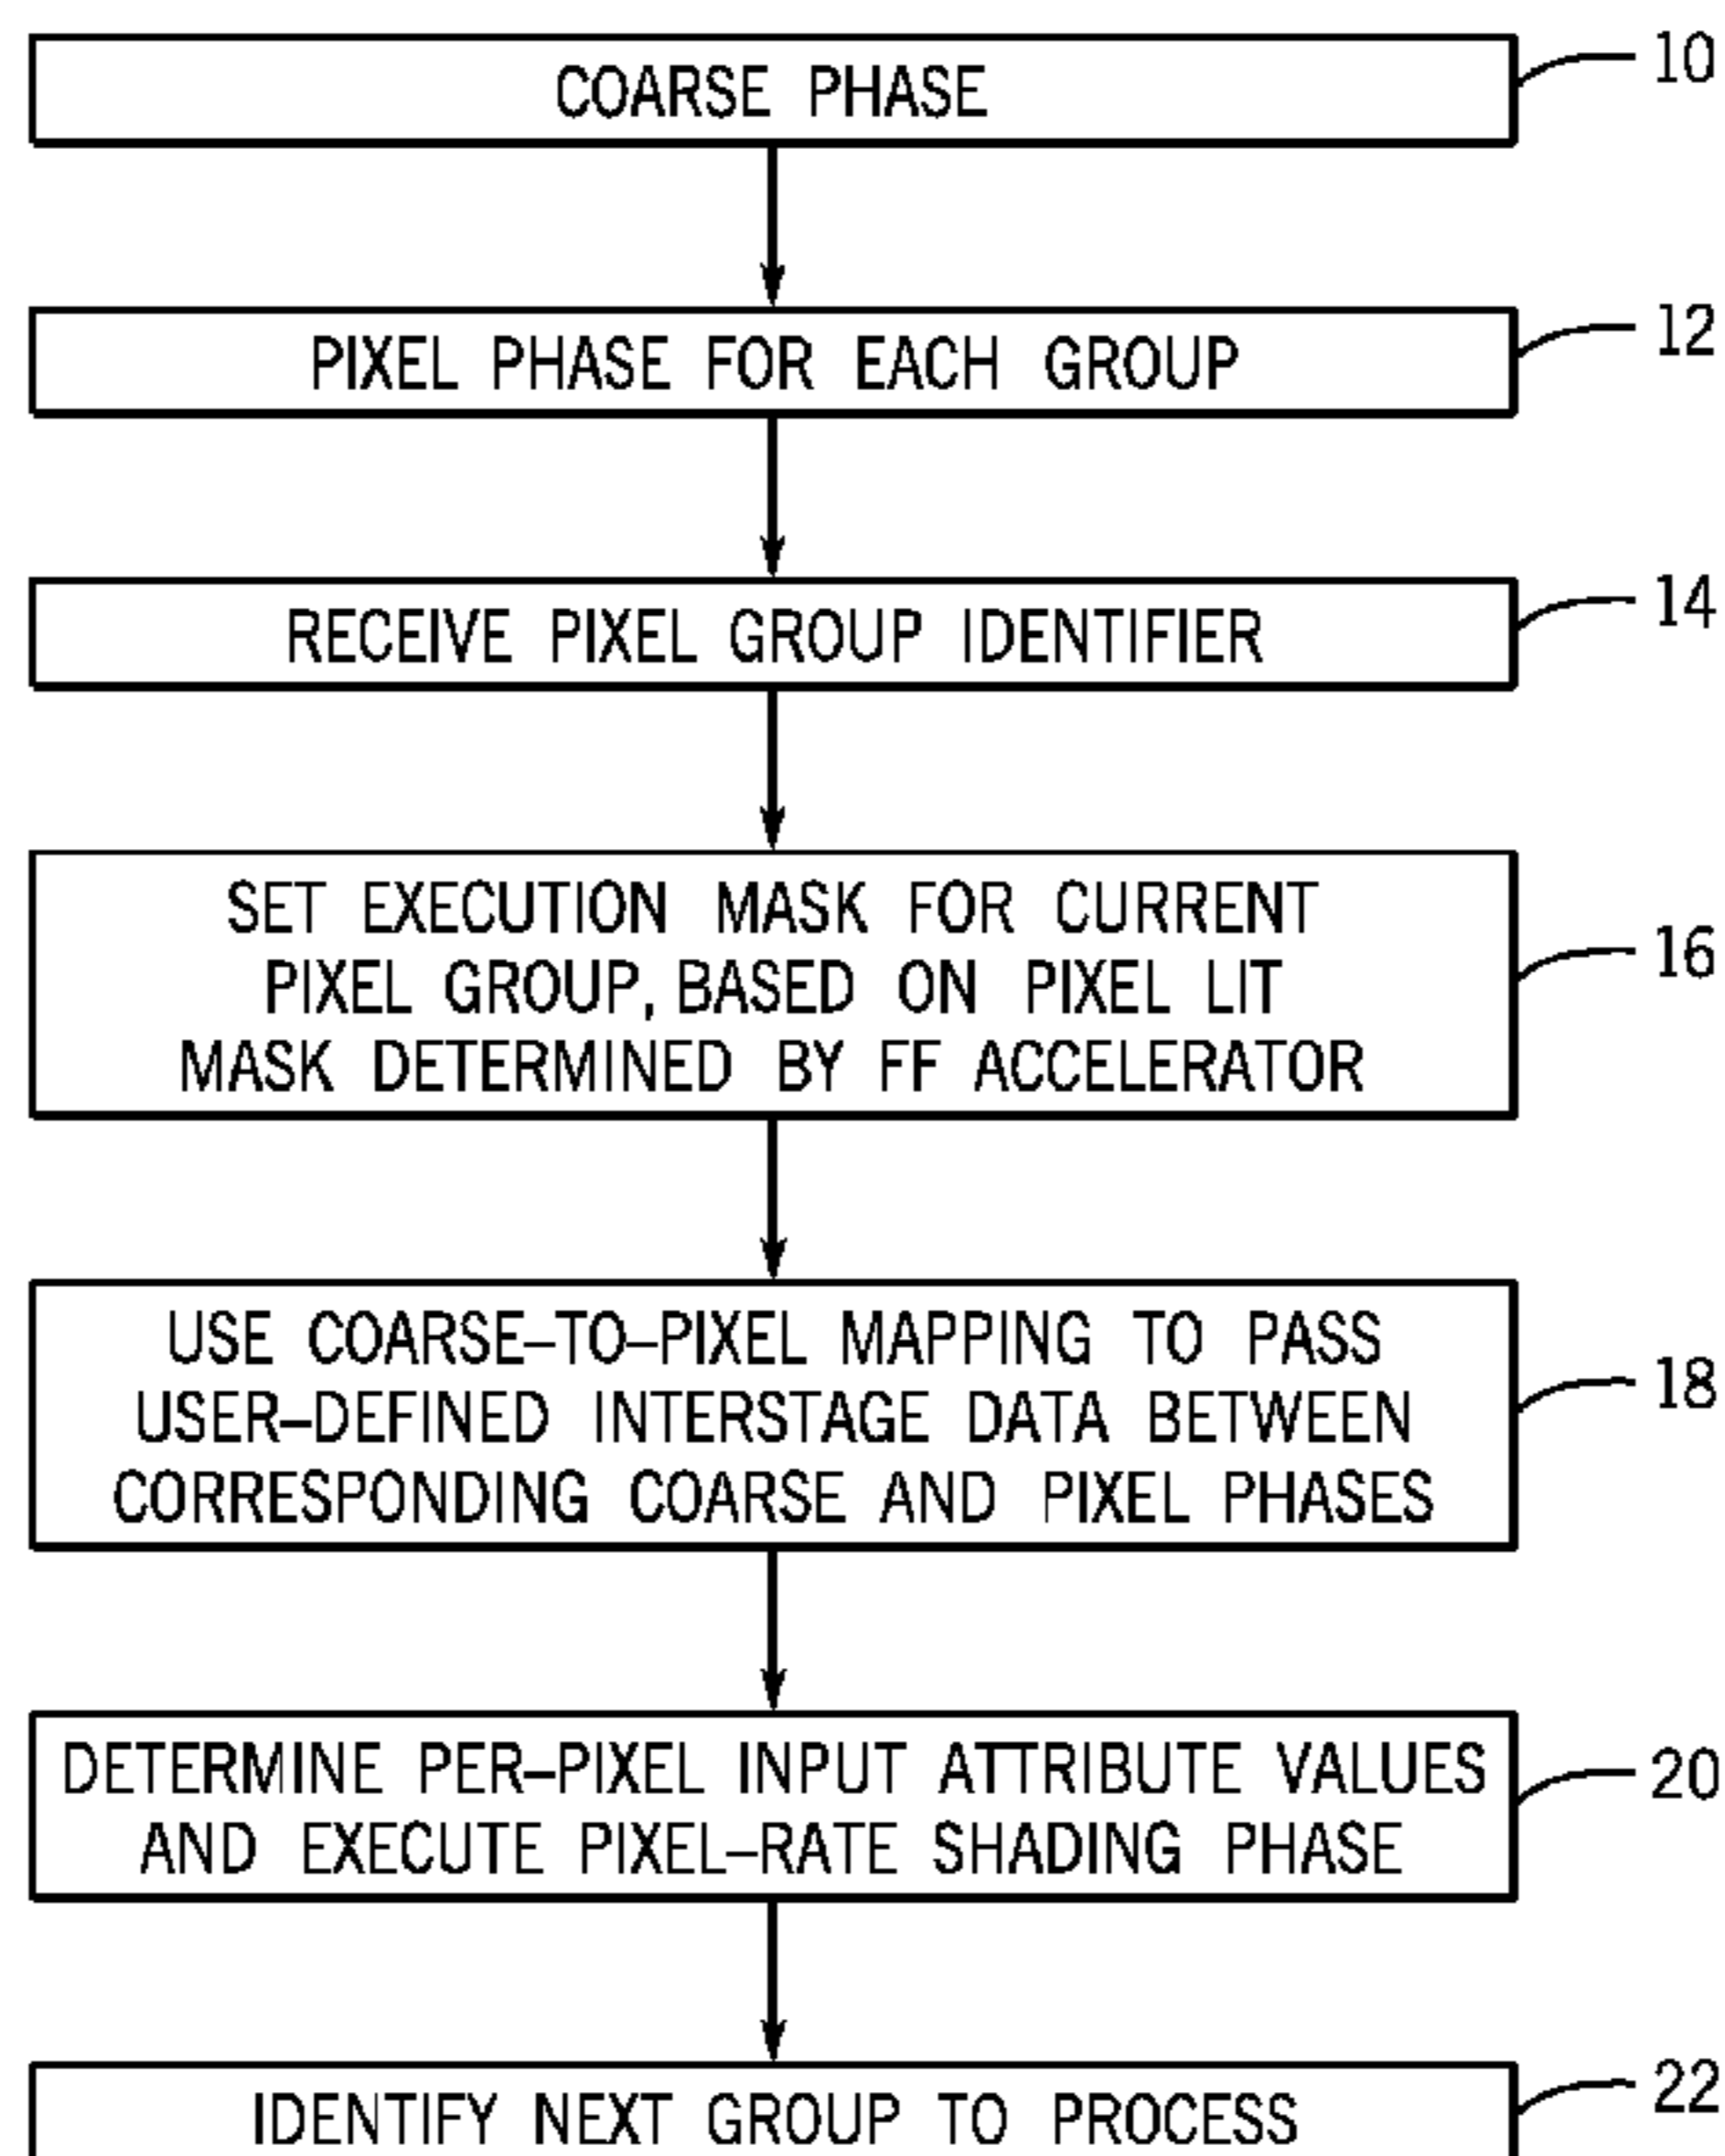 COARSE PHASE
10
PIXEL PHASE FOR EACH GROUP
12
RECEIVE PIXEL GROUP IDENTIFIER
14
SET EXECUTION MASK FOR CURRENT
PIXEL GROUP, BASED ON PIXEL LIT
MASK DETERMINED BY FF ACCELERATOR
16
USE COARSE–TO–PIXEL MAPPING TO PASS
USER–DEFINED INTERSTAGE DATA BETWEEN
CORRESPONDING COARSE AND PIXEL PHASES
18
DETERMINE PER–PIXEL INPUT ATTRIBUTE VALUES
AND EXECUTE PIXEL–RATE SHADING PHASE
20
IDENTIFY NEXT GROUP TO PROCESS
22